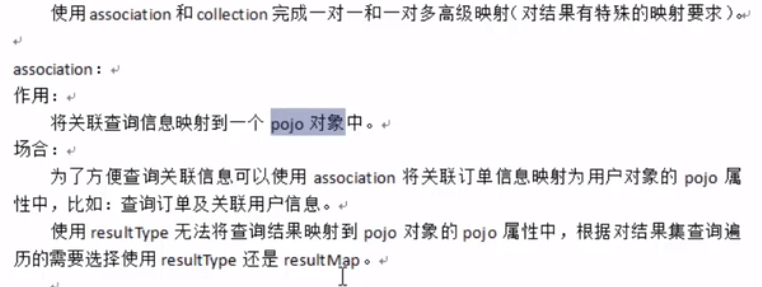 使用 association 和 collection 完成一对一和一对多高级映射（对结果有特殊的映射要求）。
association：
作用：
将关联查询信息映射到一个 pojo 对象中。
场合：
为了方便查询关联信息可以使用 association 将关联订单信息映射为用户对象的 pojo 属
性中，比如：查询订单及关联用户信息。
使用 resultType 无法将查询结果映射到 pojo 对象的 pojo 属性中，根据对结果集查询遍
历的需要选择使用 resultType 还是 resultMap。